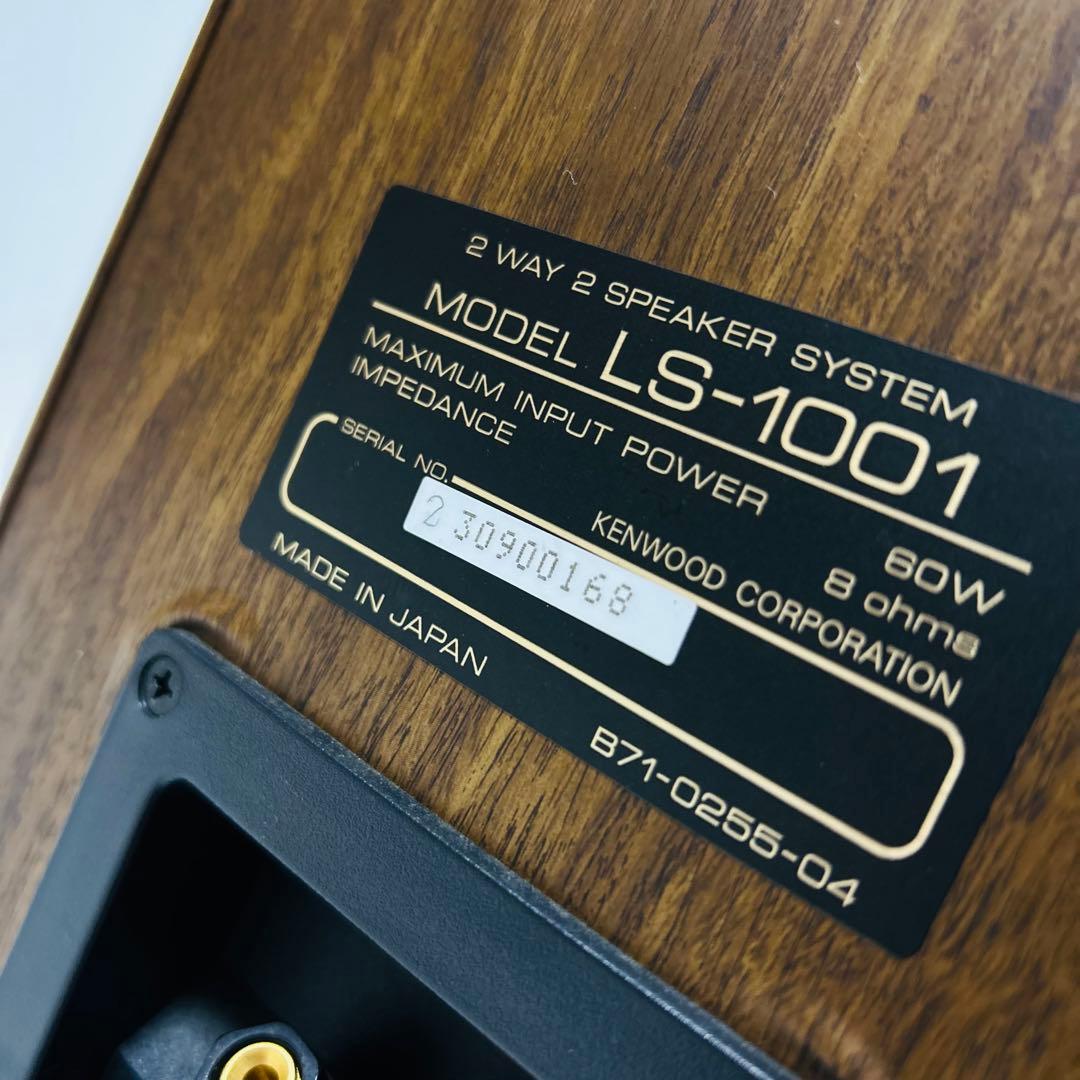 2 WAY 2 SPEAKER SYSTEM
MODEL LS-1001
MAXIMUM INPUT POWER 60W
IMPEDANCE 8 ohms
SERIAL NO. KENWOOD CORPORATION
2 30900168
MADE IN JAPAN
B71-0255-04